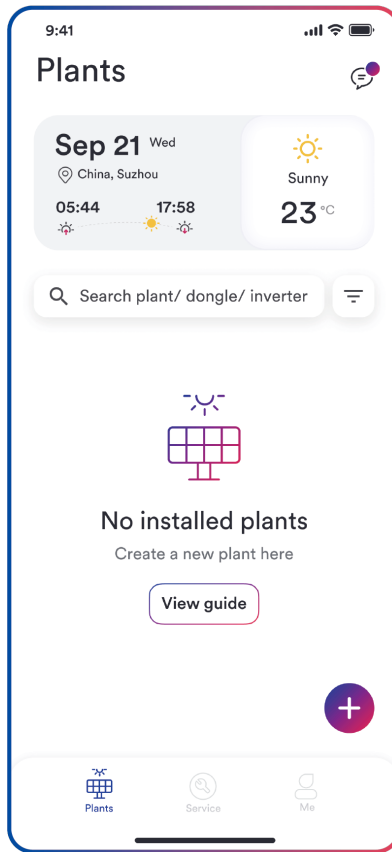 9:41
Plants
Sep 21 Wed
China, Suzhou
05:44 17:58
Sunny
23 °C
Search plant/ dongle/ inverter
No installed plants
Create a new plant here
View guide
Plants Service Me